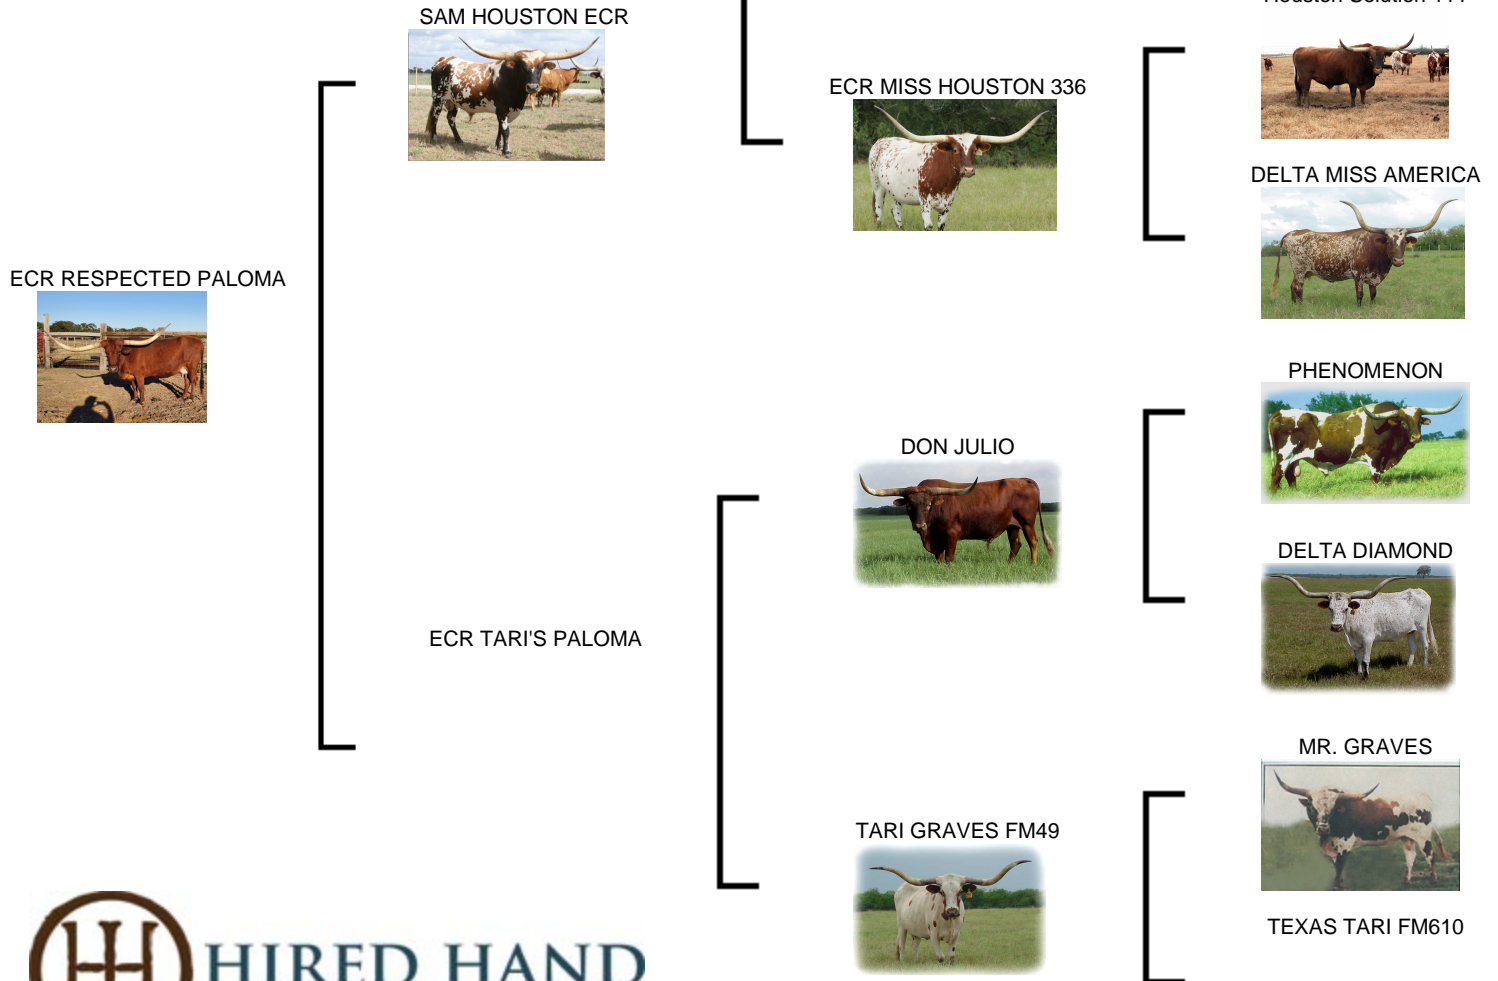 SAM HOUSTON ECR
ECR MISS HOUSTON 336
DELTA MISS AMERICA
ECR RESPECTED PALOMA
PHENOMENON
DON JULIO
DELTA DIAMOND
ECR TARI'S PALOMA
MR. GRAVES
TARI GRAVES FM49
TEXAS TARI FM610
HH
HIRED HAND